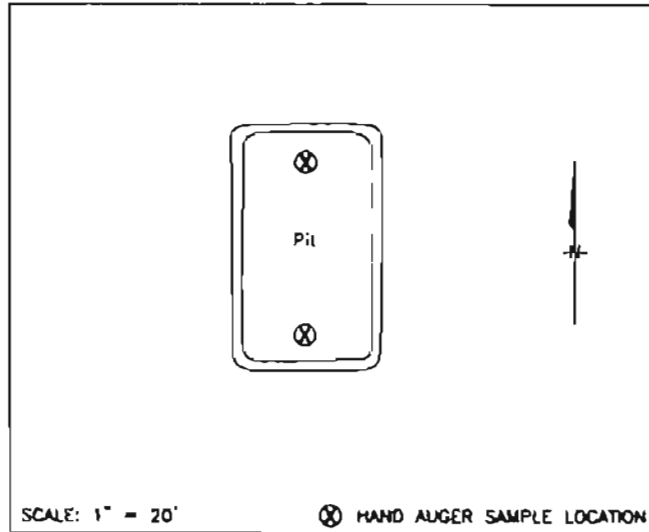 Pit
N
SCALE: 1" = 20'
HAND AUGER SAMPLE LOCATION